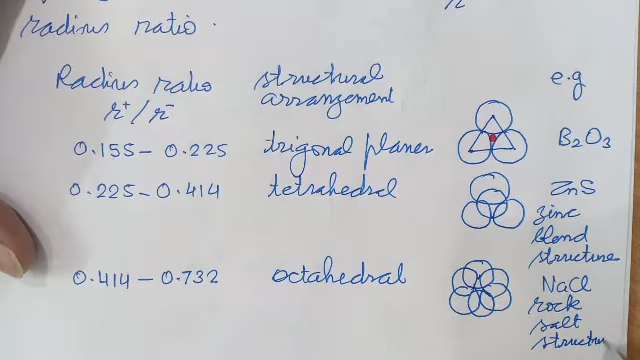 r
radius ratio.
Radius ratio structural e.g
r⁺/r⁻ arrangement
0.155 – 0.225 trigonal planer B₂O₃
0.225 – 0.414 tetrahedral ZnS
zinc
blend
structure
0.414 – 0.732 octahedral NaCl
rock
salt
structu